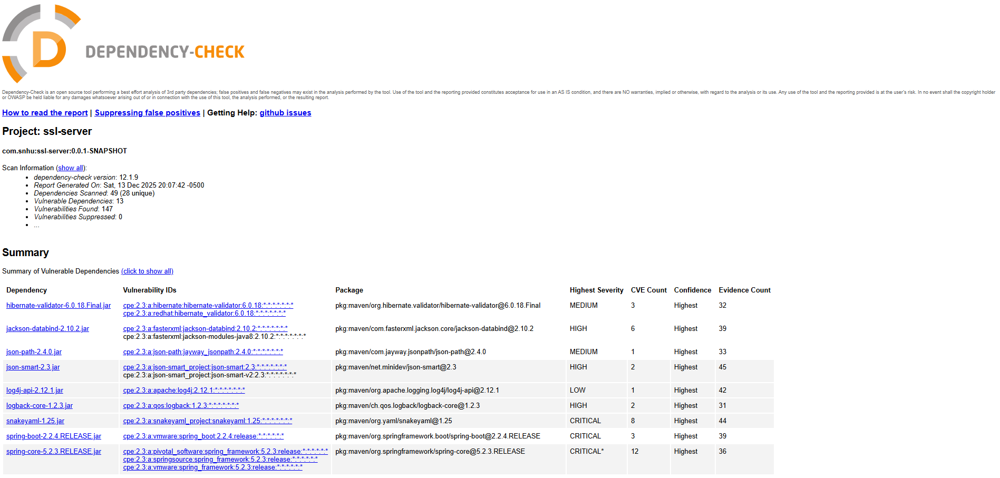 D DEPENDENCY-CHECK
Dependency-Check is an open source tool performing a best effort analysis of 3rd party dependencies; false positives and false negatives may exist in the analysis performed by the tool. Use of the tool and the reporting provided constitutes acceptance for use in an AS IS condition, and there are NO warranties, implied or otherwise, with regard to the analysis or its use. Any use of the tool and the reporting provided is at the user's risk. In no event shall the copyright holder
or OWASP be held liable for any damages whatsoever arising out of or in connection with the use of this tool, the analysis performed, or the resulting report.
How to read the report | Suppressing false positives | Getting Help: github issues
Project: ssl-server
com.snhu:ssl-server:0.0.1-SNAPSHOT
Scan Information (show all):
• dependency-check version: 12.1.9
• Report Generated On: Sat, 13 Dec 2025 20:07:42 -0500
• Dependencies Scanned: 49 (28 unique)
• Vulnerable Dependencies: 13
• Vulnerabilities Found: 147
• Vulnerabilities Suppressed: 0
• ...
Summary
Summary of Vulnerable Dependencies (click to show all)
Dependency Vulnerability IDs Package Highest Severity CVE Count Confidence Evidence Count
hibernate-validator-6.0.18.Final.jar cpe:2.3:a:hibernate:hibernate-validator:6.0.18:*:*:*:*:*:*:* pkg:maven/org.hibernate.validator/hibernate-validator@6.0.18.Final MEDIUM 3 Highest 32
cpe:2.3:a:redhat:hibernate_validator:6.0.18:*:*:*:*:*:*:*
jackson-databind-2.10.2.jar cpe:2.3:a:fasterxml:jackson-databind:2.10.2:*:*:*:*:*:*:* pkg:maven/com.fasterxml.jackson.core/jackson-databind@2.10.2 HIGH 6 Highest 39
cpe:2.3:a:fasterxml:jackson-modules-java8:2.10.2:*:*:*:*:*:*:*
json-path-2.4.0.jar cpe:2.3:a:json-path:jayway_jsonpath:2.4.0:*:*:*:*:*:*:* pkg:maven/com.jayway.jsonpath/json-path@2.4.0 MEDIUM 1 Highest 33
json-smart-2.3.jar cpe:2.3:a:json-smart_project:json-smart:2.3:*:*:*:*:*:*:* pkg:maven/net.minidev/json-smart@2.3 HIGH 2 Highest 45
cpe:2.3:a:json-smart_project:json-smart-v2:2.3:*:*:*:*:*:*:*
log4j-api-2.12.1.jar cpe:2.3:a:apache:log4j:2.12.1:*:*:*:*:*:*:* pkg:maven/org.apache.logging.log4j/log4j-api@2.12.1 LOW 1 Highest 42
logback-core-1.2.3.jar cpe:2.3:a:qos:logback:1.2.3:*:*:*:*:*:*:* pkg:maven/ch.qos.logback/logback-core@1.2.3 HIGH 2 Highest 31
snakeyaml-1.25.jar cpe:2.3:a:snakeyaml_project:snakeyaml:1.25:*:*:*:*:*:*:* pkg:maven/org.yaml/snakeyaml@1.25 CRITICAL 8 Highest 44
spring-boot-2.2.4.RELEASE.jar cpe:2.3:a:vmware:spring_boot:2.2.4:release:*:*:*:*:*:* pkg:maven/org.springframework.boot/spring-boot@2.2.4.RELEASE CRITICAL 3 Highest 39
spring-core-5.2.3.RELEASE.jar cpe:2.3:a:pivotal_software:spring_framework:5.2.3:release:*:*:*:*:*:* pkg:maven/org.springframework/spring-core@5.2.3.RELEASE CRITICAL* 12 Highest 36
cpe:2.3:a:springsource:spring_framework:5.2.3:release:*:*:*:*:*:*
cpe:2.3:a:vmware:spring_framework:5.2.3:release:*:*:*:*:*:*